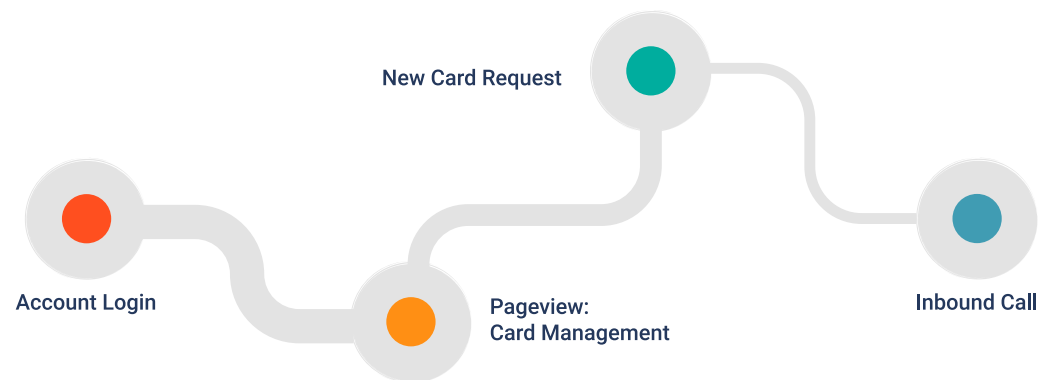 New Card Request
Account Login
Pageview:
Card Management
Inbound Call